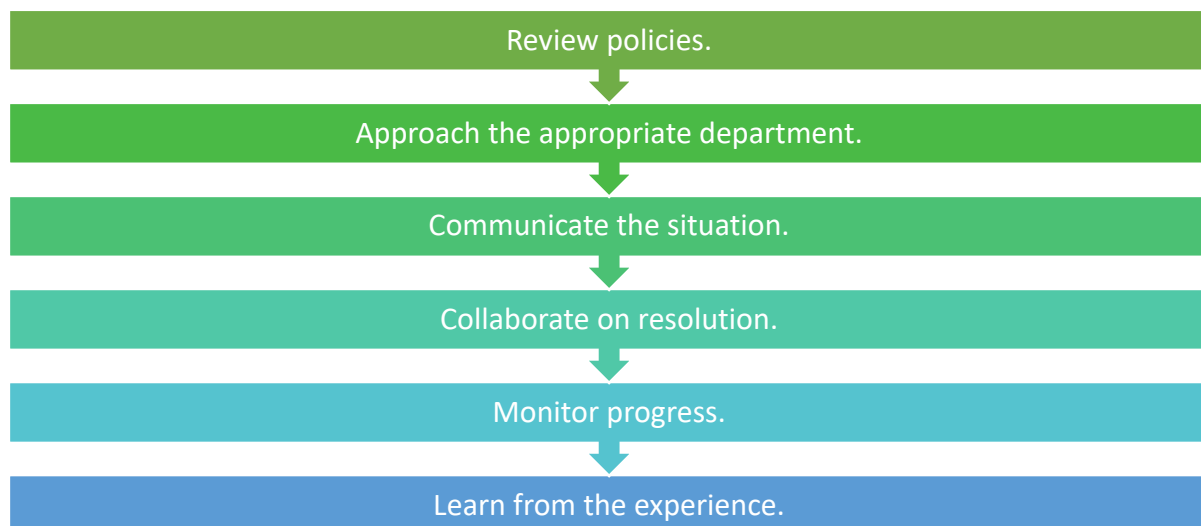 Review policies.
Approach the appropriate department.
Communicate the situation.
Collaborate on resolution.
Monitor progress.
Learn from the experience.